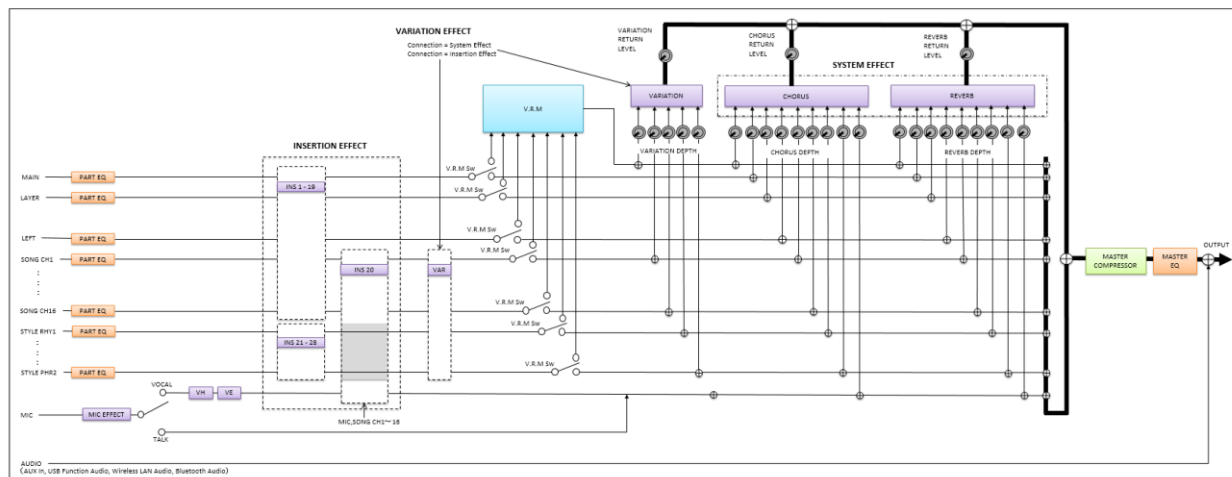 VARIATION EFFECT
Connection = System Effect
Connection = Insertion Effect
VARIATION
RETURN
LEVEL
CHORUS
RETURN
LEVEL
REVERB
RETURN
LEVEL
SYSTEM EFFECT
V.R.M
VARIATION
CHORUS
REVERB
VARIATION DEPTH
CHORUS DEPTH
REVERB DEPTH
INSERTION EFFECT
MAIN
PART EQ
INS 1 - 19
V.R.M Sw
LAYER
PART EQ
V.R.M Sw
LEFT
PART EQ
V.R.M Sw
SONG CH1
PART EQ
INS 20
VAR
V.R.M Sw
SONG CH16
PART EQ
V.R.M Sw
STYLE RHY1
PART EQ
INS 21 - 28
V.R.M Sw
STYLE PHR2
PART EQ
V.R.M Sw
MASTER
COMPRESSOR
MASTER
EQ
OUTPUT
VOCAL
VH
VE
MIC
MIC EFFECT
TALK
MIC,SONG CH1～16
AUDIO
(AUX In, USB Function Audio, Wireless LAN Audio, Bluetooth Audio)